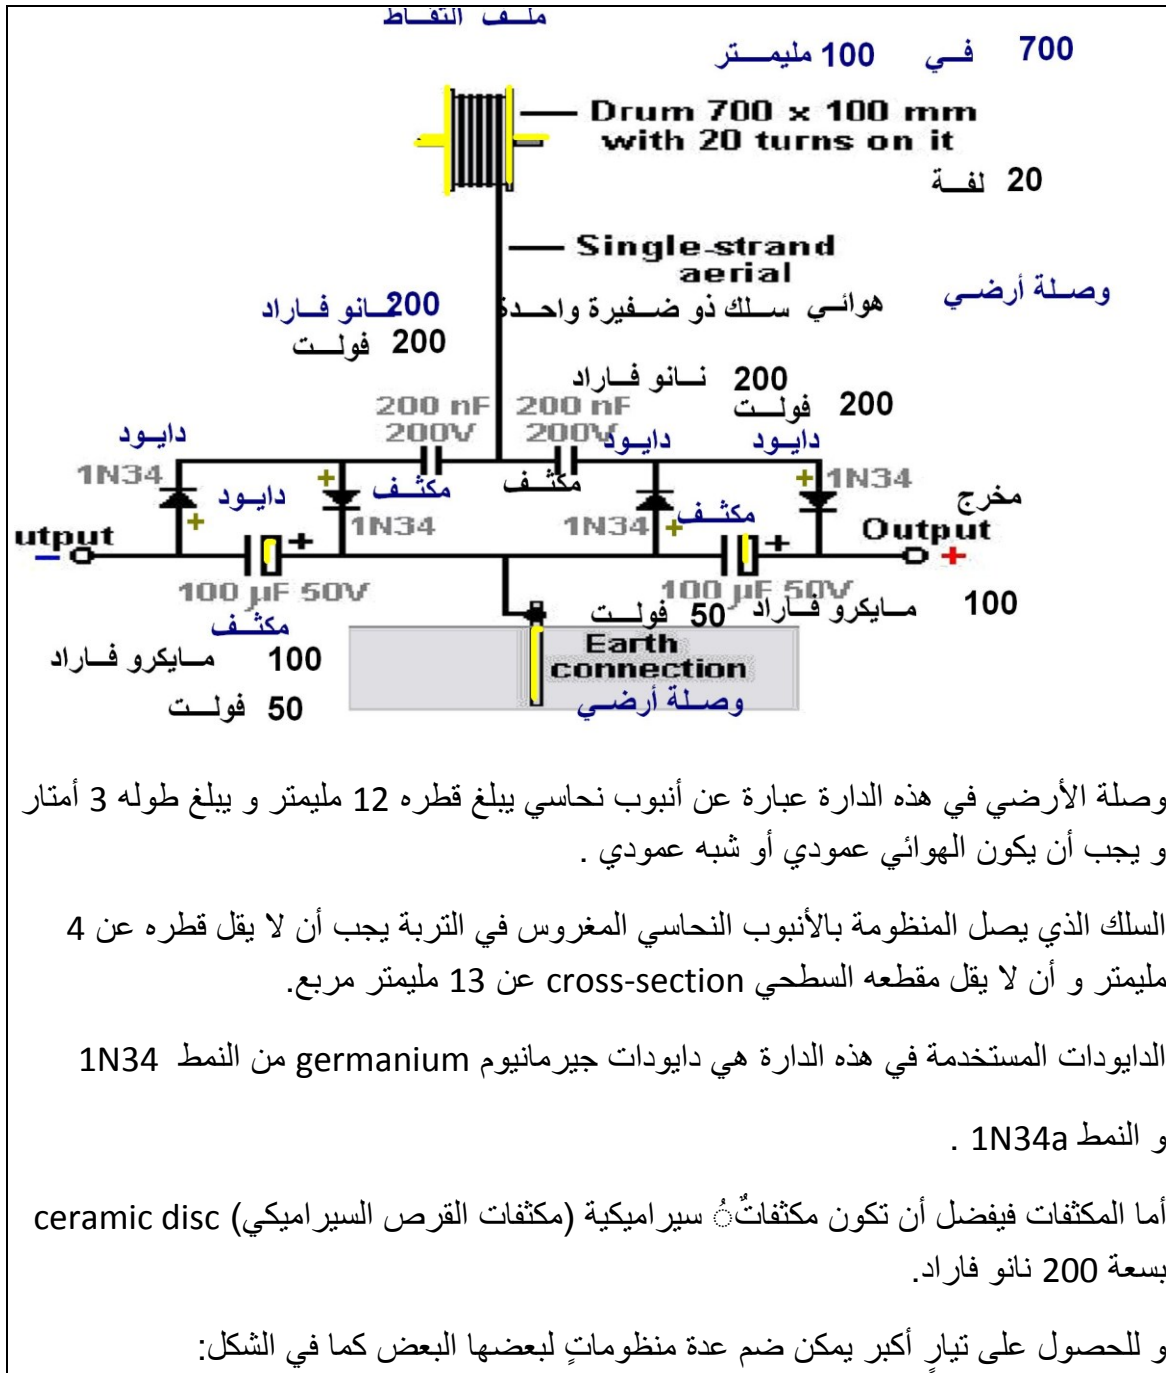 ملف التقاط
700 في 100 مليمتر
Drum 700 x 100 mm
with 20 turns on it
20 لفة
Single-strand
aerial
وصلة أرضي
هوائي سلك ذو ضفيرة واحدة
200 نانو فاراد
200 فولت
200 نانو فاراد
200 فولت
200 nF
200V
200 nF
200V
دايود
دايود
دايود
1N34
+
دايود
+
مكثف
مكثف
+
1N34
مخرج
+
1N34
1N34
+
مكثف
utput
–
+
+
Output
+
100 µF 50V
100 µF 50V
مكثف
100 مايكرو فاراد
50 فولت
100 مايكرو فاراد
50 فولت
Earth
connection
وصلة أرضي
وصلة الأرضي في هذه الدارة عبارة عن أنبوب نحاسي يبلغ قطره 12 مليمتر و يبلغ طوله 3 أمتار
و يجب أن يكون الهوائي عمودي أو شبه عمودي .
السلك الذي يصل المنظومة بالأنبوب النحاسي المغروس في التربة يجب أن لا يقل قطره عن 4
مليمتر و أن لا يقل مقطعه السطحي cross-section عن 13 مليمتر مربع.
الدايودات المستخدمة في هذه الدارة هي دايودات جيرمانيوم germanium من النمط 1N34
و النمط 1N34a .
أما المكثفات فيفضل أن تكون مكثفاتٌُ سيراميكية (مكثفات القرص السيراميكي) ceramic disc
بسعة 200 نانو فاراد.
و للحصول على تيارٍ أكبر يمكن ضم عدة منظوماتٍ لبعضها البعض كما في الشكل: